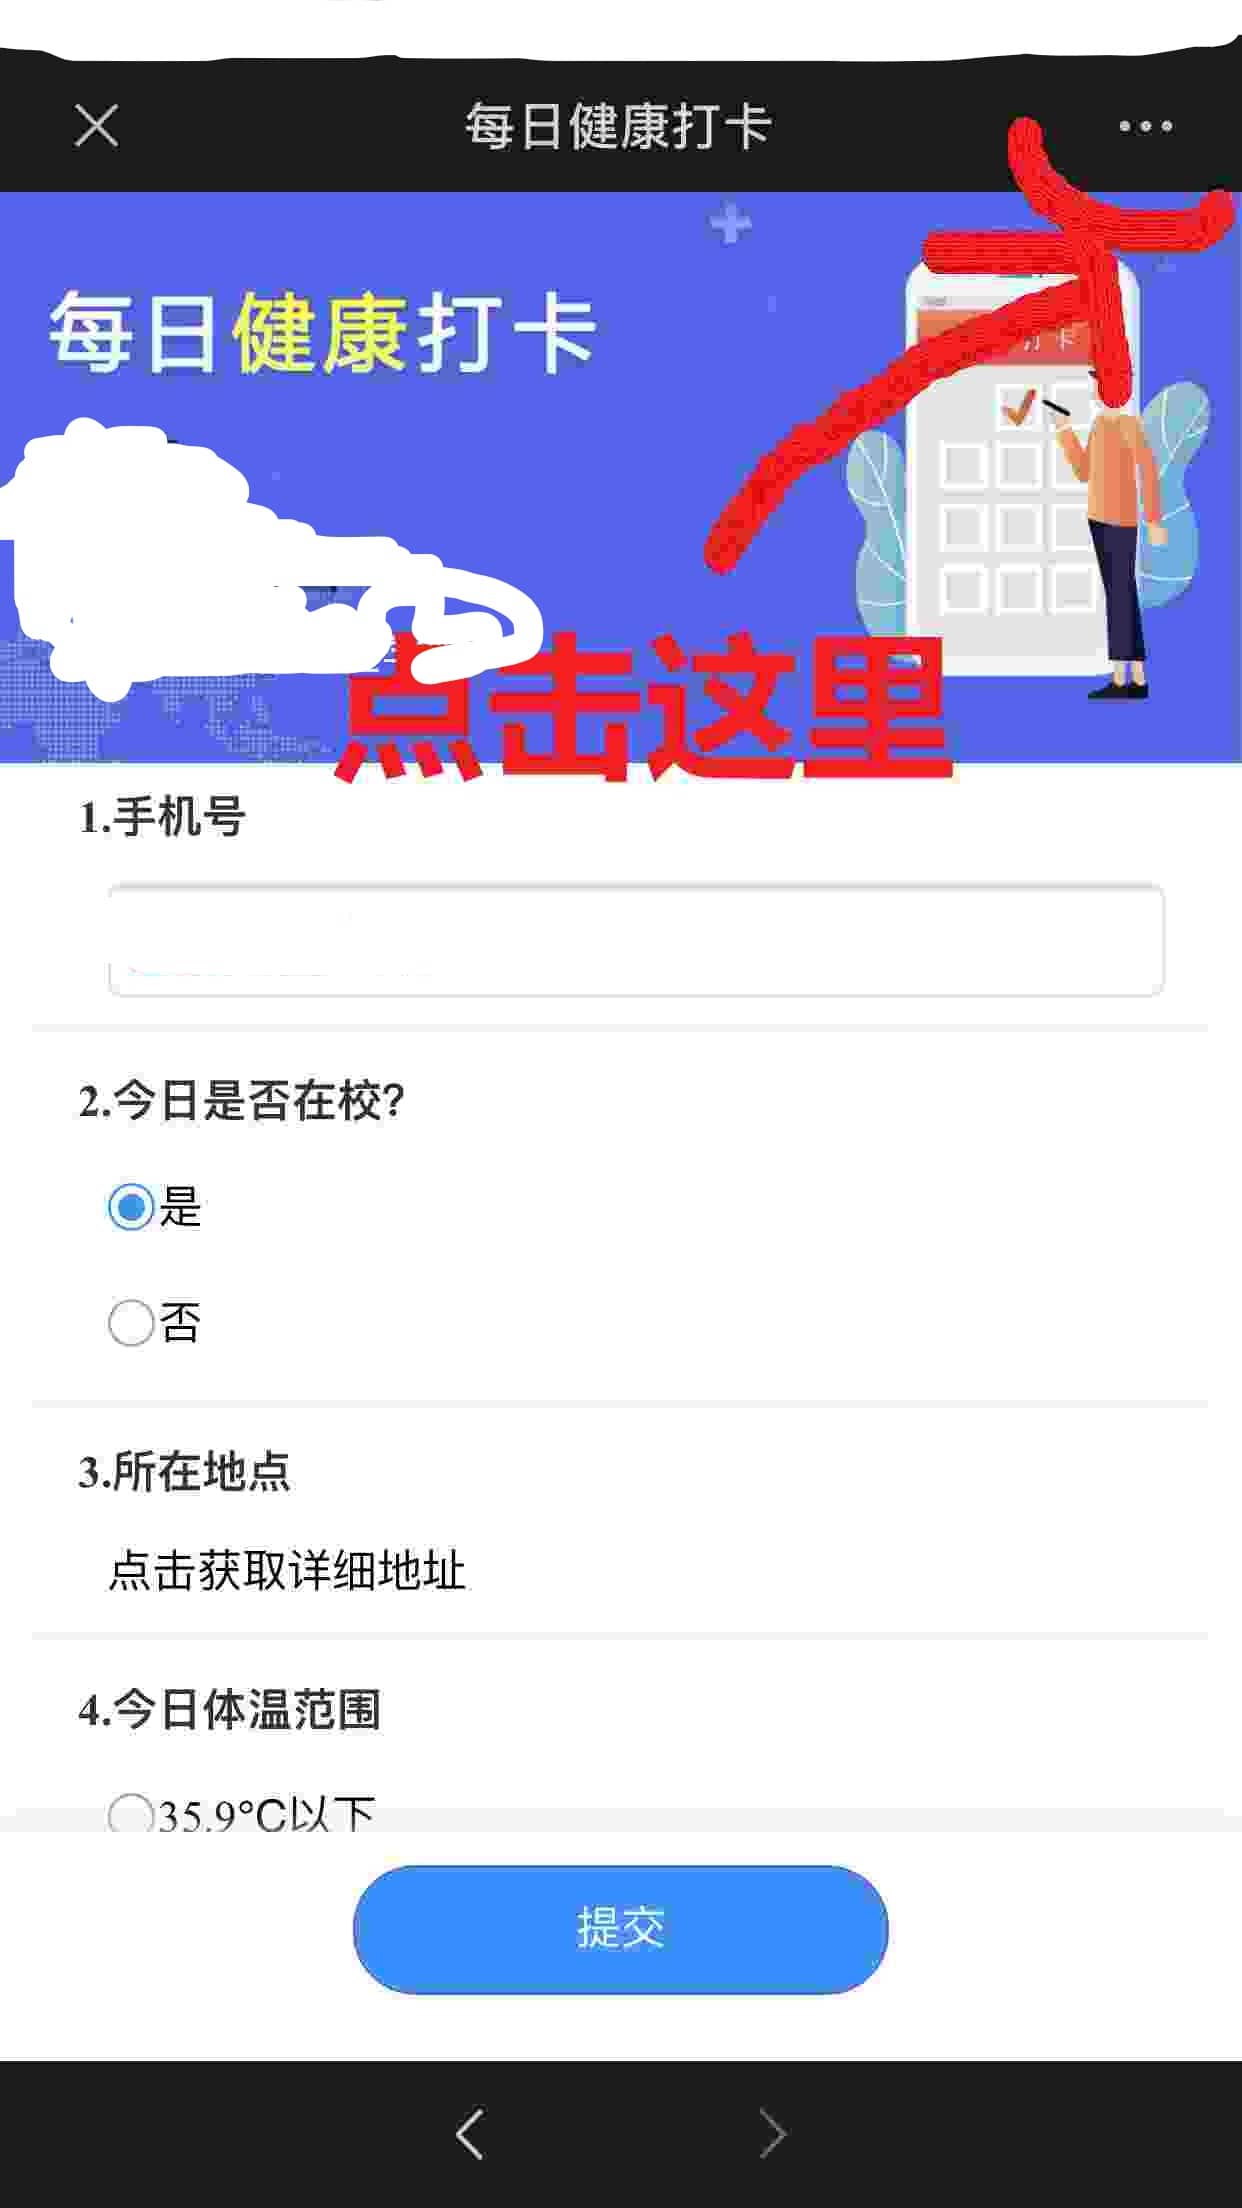 每日健康打卡
每日健康打卡
打卡
点击这里
1.手机号
2.今日是否在校?
是
否
3.所在地点
点击获取详细地址
4.今日体温范围
35.9°C以下
提交